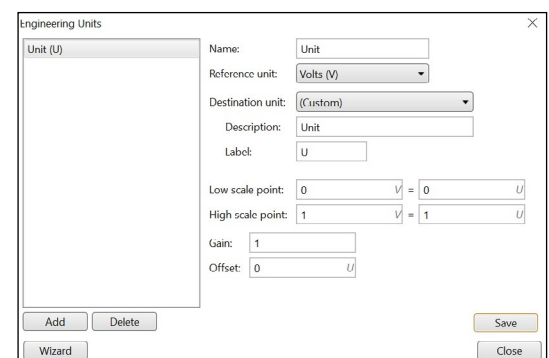 Engineering Units
Unit (U)
Name: Unit
Reference unit: Volts (V)
Destination unit: (Custom)
Description: Unit
Label: U
Low scale point: 0 V = 0 U
High scale point: 1 V = 1 U
Gain: 1
Offset: 0 U
Add Delete Save
Wizard Close